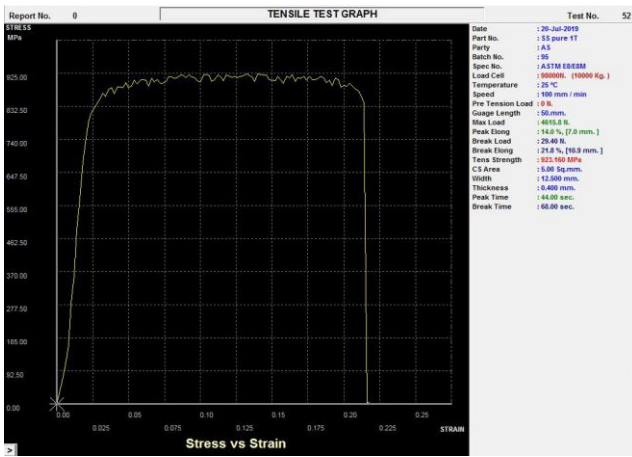 Report No. 0 TENSILE TEST GRAPH Test No. 52
STRESS
MPa
925.00
832.50
740.00
647.50
555.00
462.50
370.00
277.50
185.00
92.50
0.00
0.00 0.05 0.10 0.15 0.20 0.25
0.025 0.075 0.125 0.175 0.225 STRAIN
Stress vs Strain
>
Date : 20-Jul-2019
Part No. : SS pure 1T
Party : AS
Batch No. : 95
Spec No. : ASTM E8/E8M
Load Cell : 98000N. (10000 Kg. )
Temperature : 25 ºC
Speed : 100 mm / min
Pre Tension Load : 0 N.
Guage Length : 50.mm.
Max Load : 4615.8 N.
Peak Elong : 14.0 %, [7.0 mm. ]
Break Load : 29.40 N.
Break Elong : 21.8 %, [10.9 mm. ]
Tens Strength : 923.160 MPa
CS Area : 5.00 Sq.mm.
Width : 12.500 mm.
Thickness : 0.400 mm.
Peak Time : 44.00 sec.
Break Time : 68.00 sec.